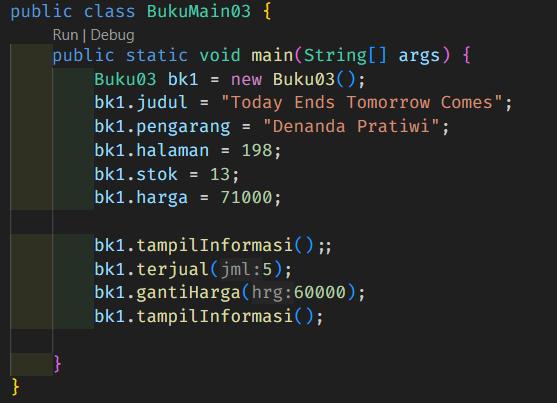 public class BukuMain03 {
Run | Debug
public static void main(String[] args) {
Buku03 bk1 = new Buku03();
bk1.judul = "Today Ends Tomorrow Comes";
bk1.pengarang = "Denanda Pratiwi";
bk1.halaman = 198;
bk1.stok = 13;
bk1.harga = 71000;
bk1.tampilInformasi();;
bk1.terjual(jml:5);
bk1.gantiHarga(hrg:60000);
bk1.tampilInformasi();
}
}